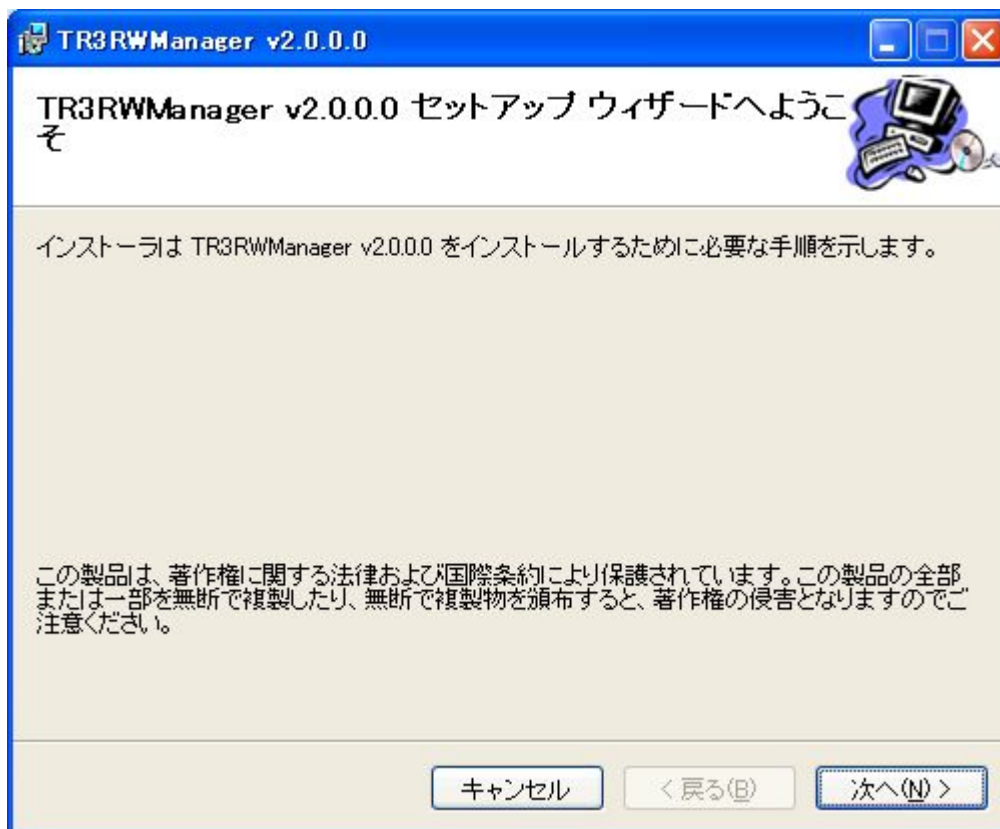 TR3RWManager v2.0.0.0
TR3RWManager v2.0.0.0 セットアップ ウィザードへようこ
そ
インストーラは TR3RWManager v2.0.0.0 をインストールするために必要な手順を示します。
この製品は、著作権に関する法律および国際条約により保護されています。この製品の全部
または一部を無断で複製したり、無断で複製物を頒布すると、著作権の侵害となりますのでご
注意ください。
キャンセル
< 戻る(B)
次へ(N) >